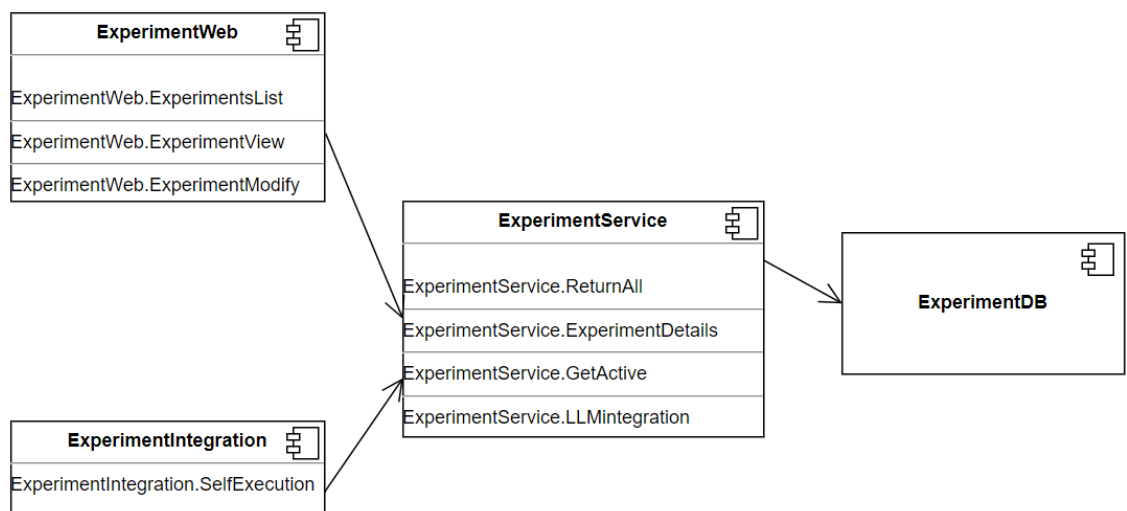 ExperimentWeb
ExperimentWeb.ExperimentsList
ExperimentWeb.ExperimentView
ExperimentWeb.ExperimentModify
ExperimentService
ExperimentService.ReturnAll
ExperimentService.ExperimentDetails
ExperimentService.GetActive
ExperimentService.LLMintegration
ExperimentDB
ExperimentIntegration
ExperimentIntegration.SelfExecution